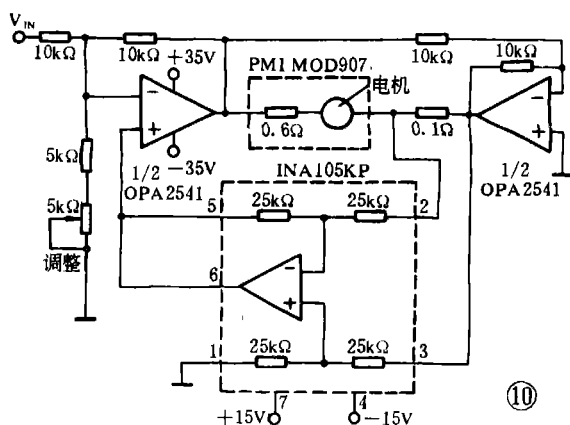 V IN
10kΩ
10kΩ
10kΩ
10kΩ
+35V
PMI MOD907
电机
0.6Ω
0.1Ω
-35V
5kΩ
5kΩ
调整
1/2
OPA2541
1/2
OPA2541
INA105KP
5
25kΩ
25kΩ
2
6
1
25kΩ
25kΩ
3
+15V
7
4
-15V
⑩